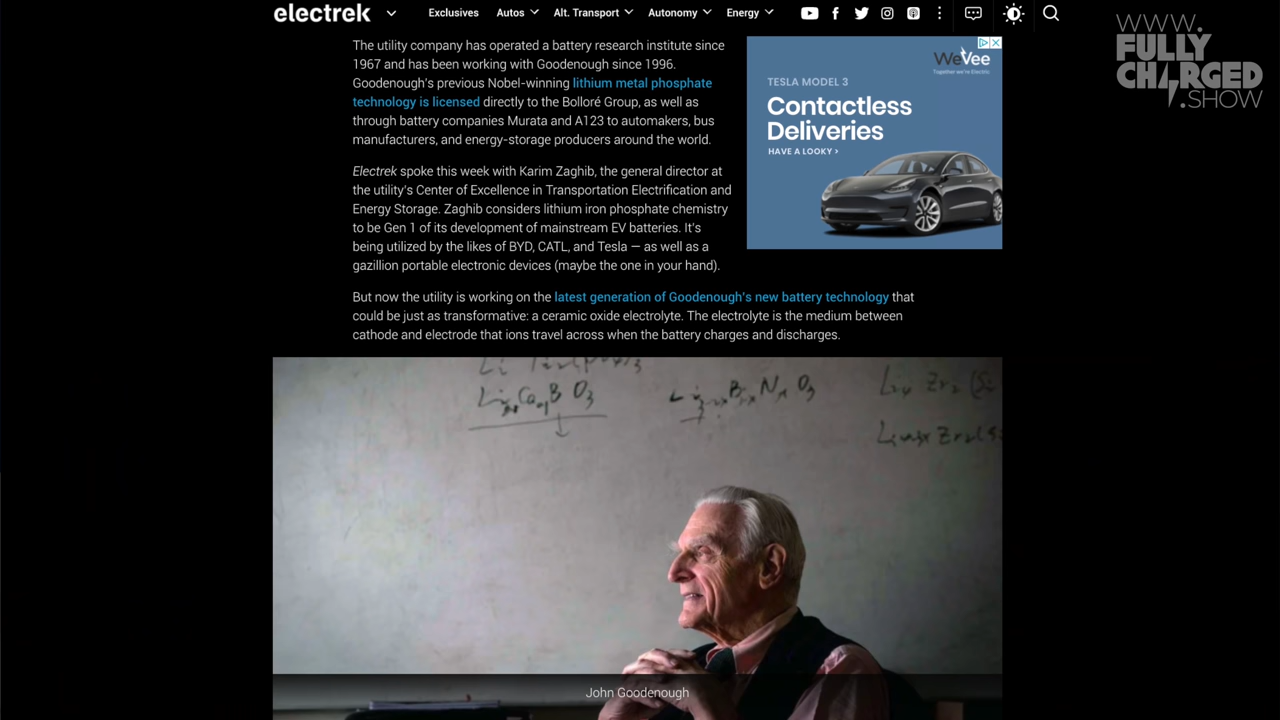 electrek
Exclusives Autos Alt. Transport Autonomy Energy
WWW.
FULLY
CHARGED
.SHOW
The utility company has operated a battery research institute since
1967 and has been working with Goodenough since 1996.
Goodenough's previous Nobel-winning lithium metal phosphate
technology is licensed directly to the Bolloré Group, as well as
through battery companies Murata and A123 to automakers, bus
manufacturers, and energy-storage producers around the world.
WeVee
Together we're Electric
TESLA MODEL 3
Contactless
Deliveries
HAVE A LOOKY >
Electrek spoke this week with Karim Zaghib, the general director at
the utility's Center of Excellence in Transportation Electrification and
Energy Storage. Zaghib considers lithium iron phosphate chemistry
to be Gen 1 of its development of mainstream EV batteries. It's
being utilized by the likes of BYD, CATL, and Tesla — as well as a
gazillion portable electronic devices (maybe the one in your hand).
But now the utility is working on the latest generation of Goodenough's new battery technology that
could be just as transformative: a ceramic oxide electrolyte. The electrolyte is the medium between
cathode and electrode that ions travel across when the battery charges and discharges.
John Goodenough